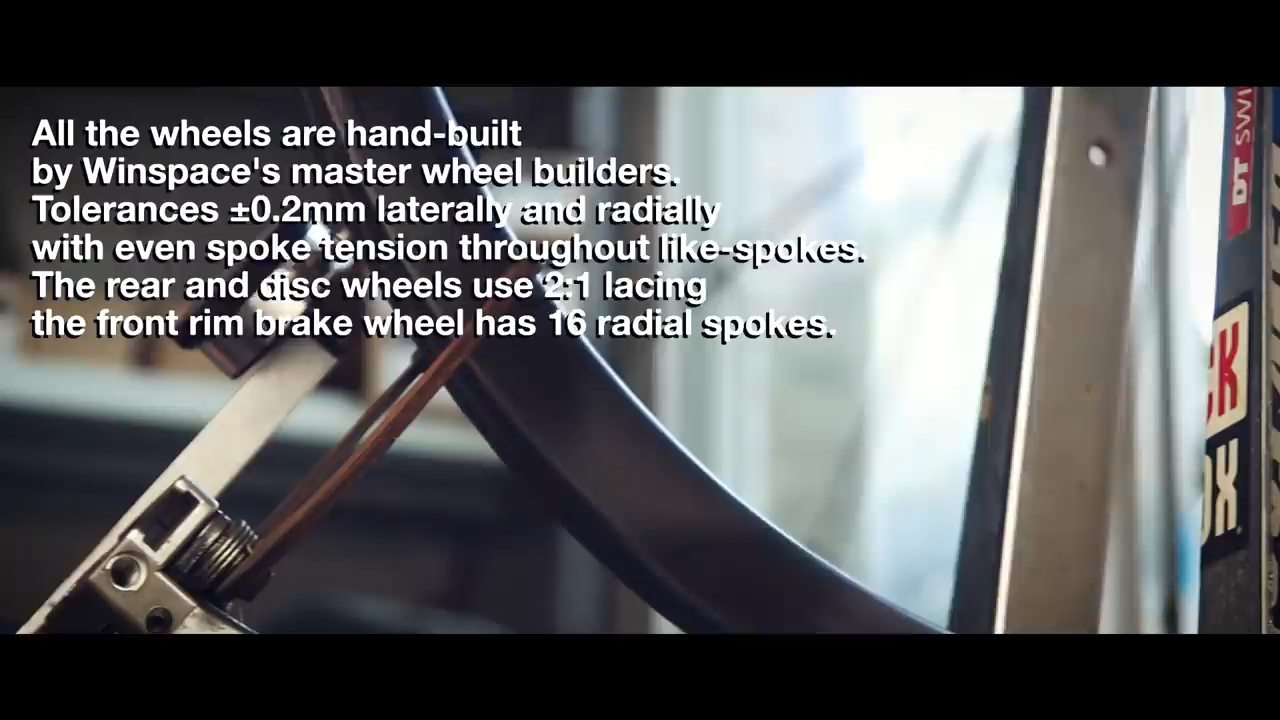 All the wheels are hand-built
by Winspace's master wheel builders.
Tolerances ±0.2mm laterally and radially
with even spoke tension throughout like-spokes.
The rear and disc wheels use 2:1 lacing
the front rim brake wheel has 16 radial spokes.
DT SWI
CK
OX